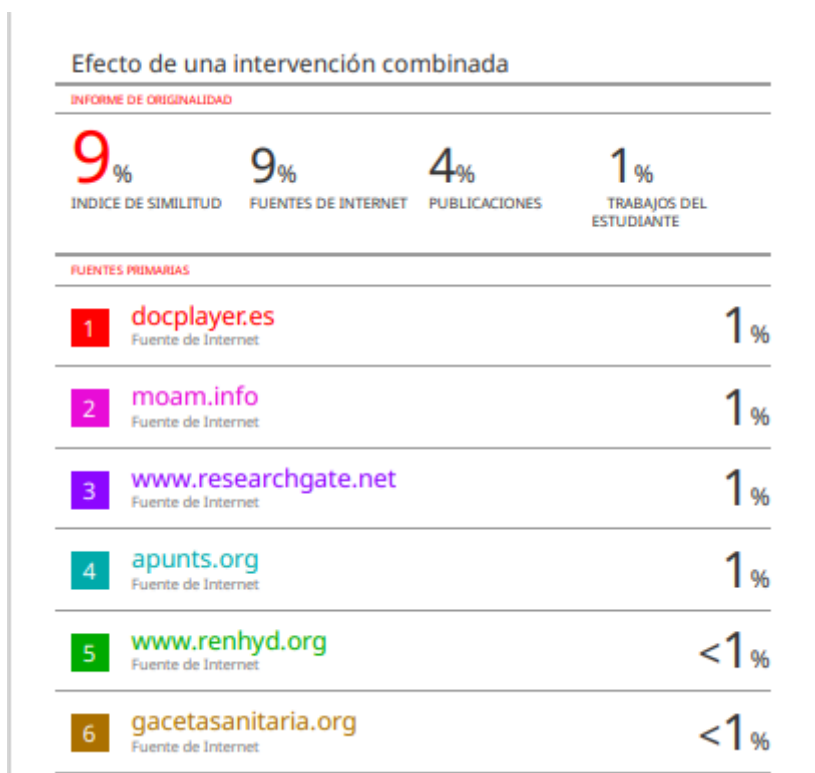 Efecto de una intervención combinada
INFORME DE ORIGINALIDAD
9% 9% 4% 1%
INDICE DE SIMILITUD FUENTES DE INTERNET PUBLICACIONES TRABAJOS DEL
ESTUDIANTE
FUENTES PRIMARIAS
1 docplayer.es 1%
Fuente de Internet
2 moam.info 1%
Fuente de Internet
3 www.researchgate.net 1%
Fuente de Internet
4 apunts.org 1%
Fuente de Internet
5 www.renhyd.org <1%
Fuente de Internet
6 gacetasanitaria.org <1%
Fuente de Internet